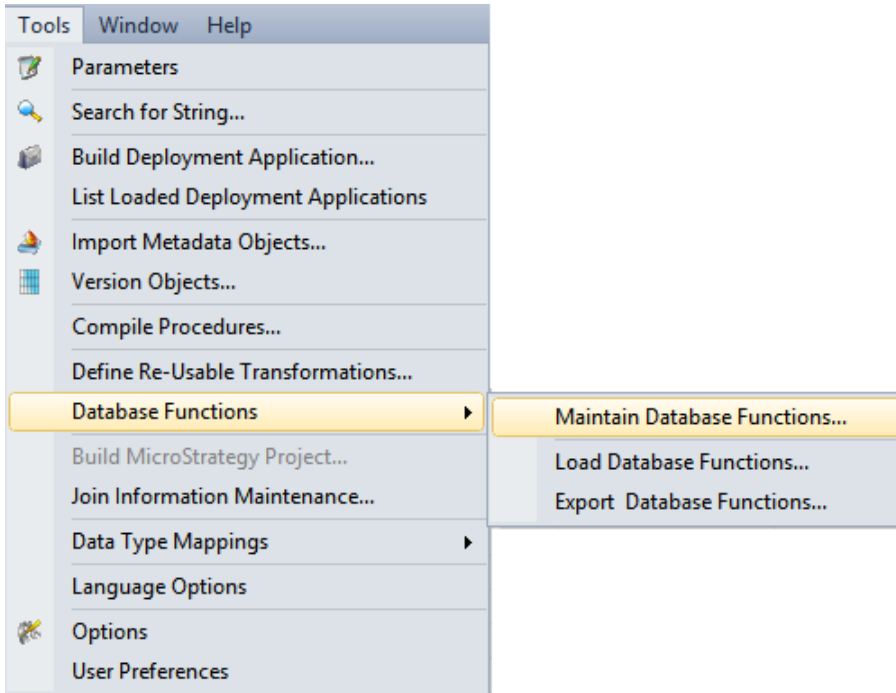 Tools Window Help
Parameters
Search for String...
Build Deployment Application...
List Loaded Deployment Applications
Import Metadata Objects...
Version Objects...
Compile Procedures...
Define Re-Usable Transformations...
Database Functions
Maintain Database Functions...
Load Database Functions...
Export Database Functions...
Build MicroStrategy Project...
Join Information Maintenance...
Data Type Mappings
Language Options
Options
User Preferences